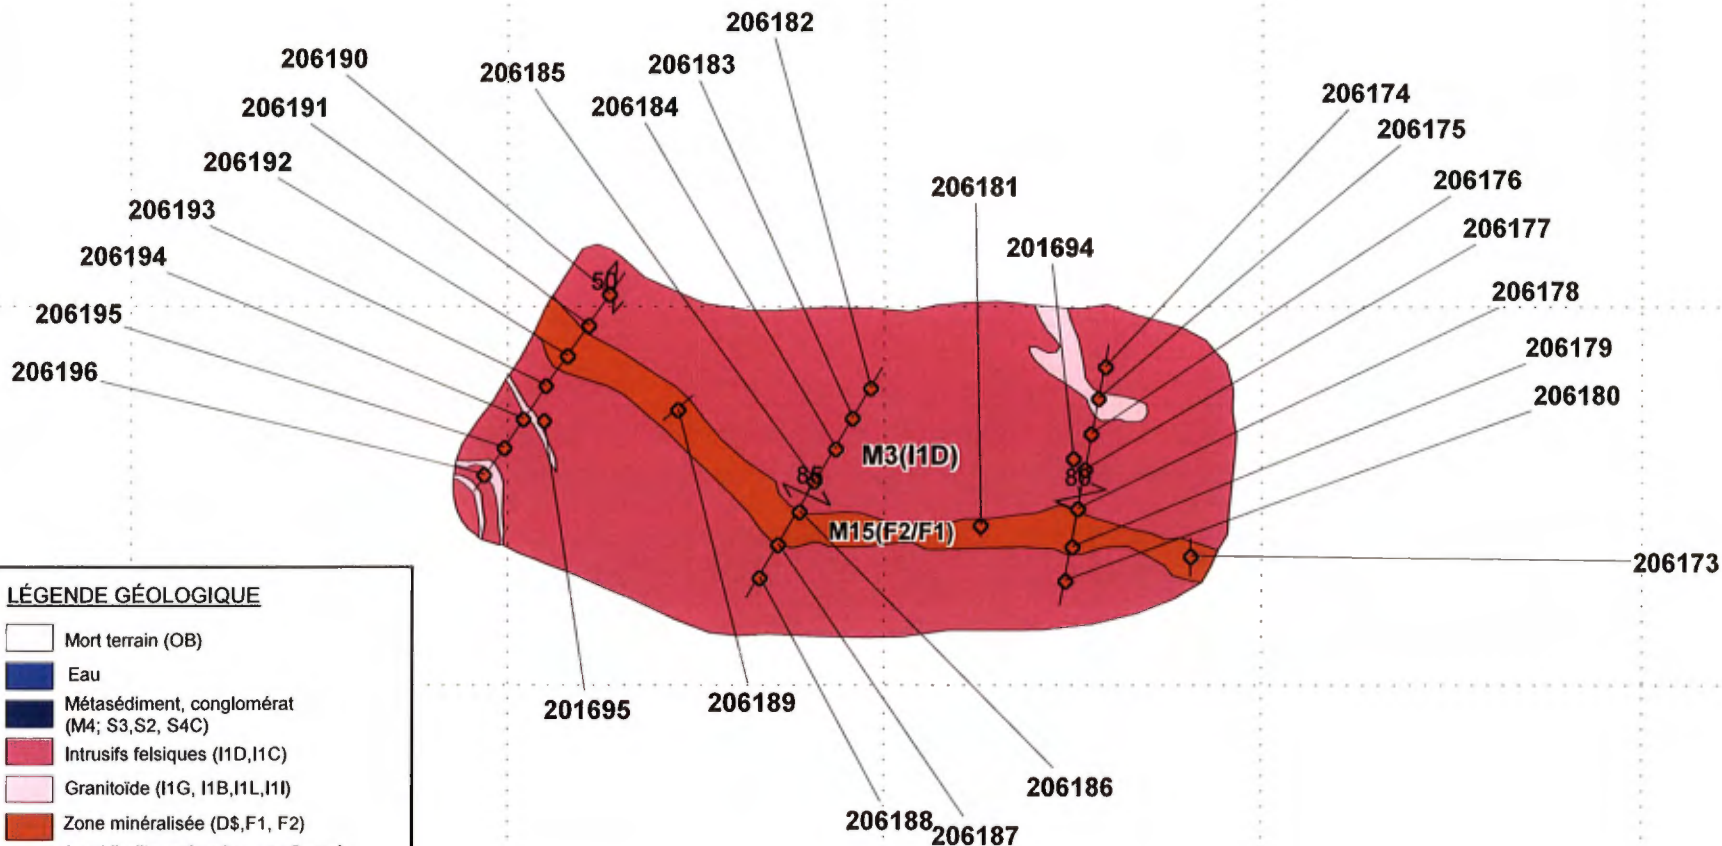 206182
206190
206185
206183
206184
206191
206174
206175
206192
206181
206176
206193
201694
206177
206194
206178
206195
206179
206196
206180
50
M3(I1D)
85
M15(F2/F1)
206173
201695
206189
206186
206188
206187
LÉGENDE GÉOLOGIQUE
Mort terrain (OB)
Eau
Métasédiment, conglomérat
(M4; S3,S2, S4C)
Intrusifs felsiques (I1D,I1C)
Granitoïde (I1G, I1B,I1L,I1I)
Zone minéralisée (D$,F1, F2)